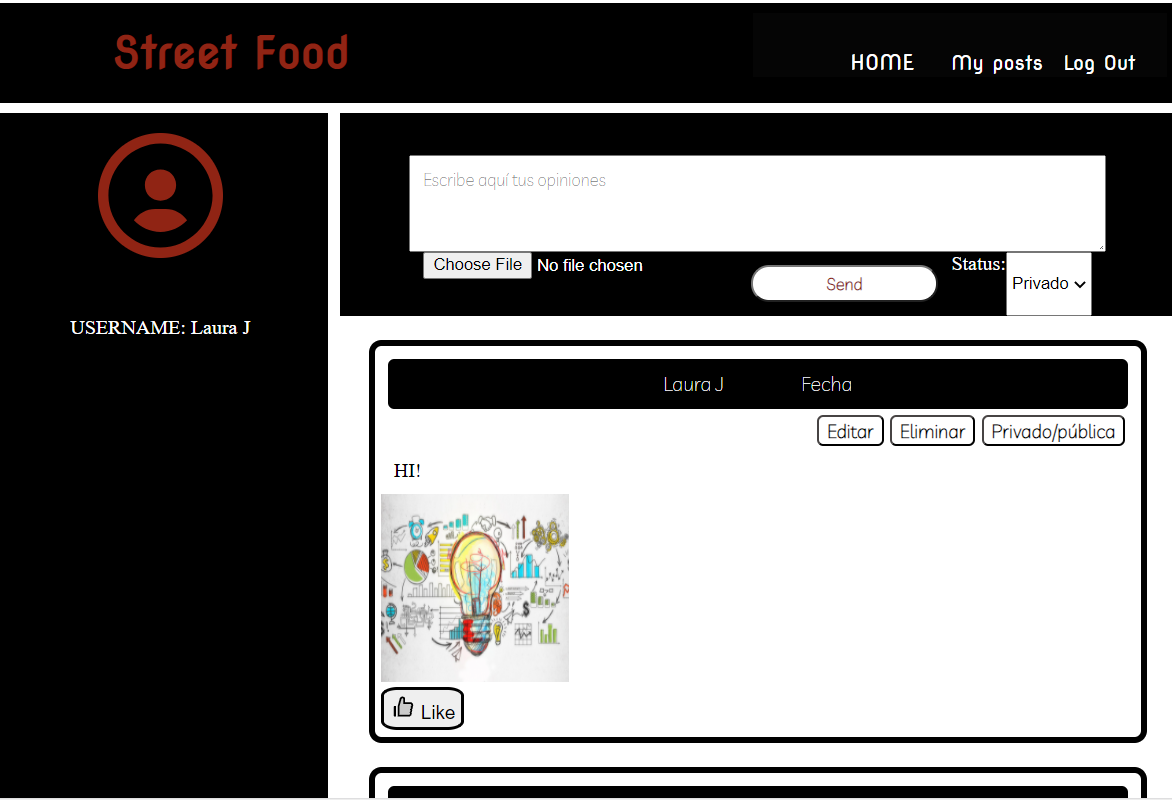 Street Food
HOME My posts Log Out
USERNAME: Laura J
Escribe aquí tus opiniones
Choose File No file chosen
Send
Status:
Privado
Laura J Fecha
Editar Eliminar Privado/pública
HI!
$
$
Like